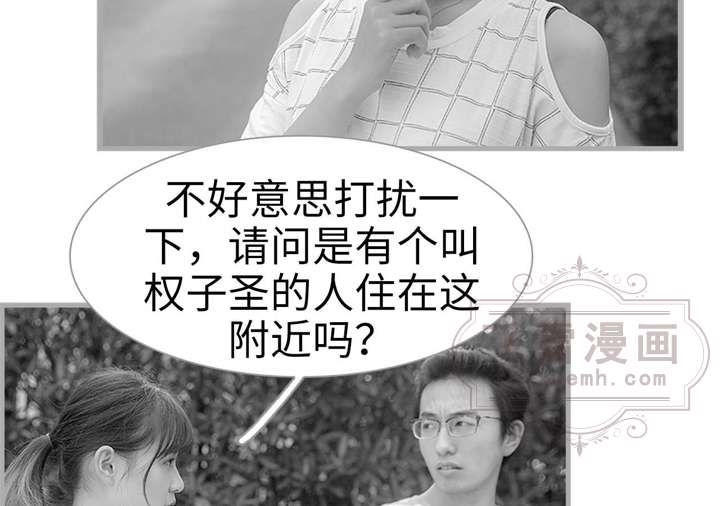 不好意思打扰一
下，请问是有个叫
权子圣的人住在这
附近吗？
漫画
emh.com